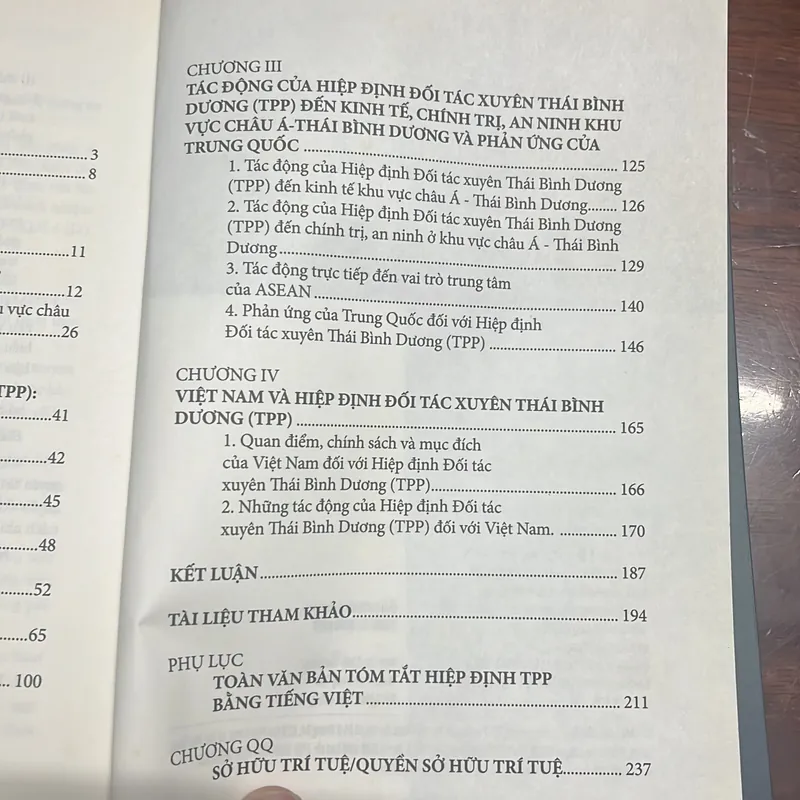 3
8
11
12
vực châu
26
TPP):
41
42
45
48
52
65
100
CHƯƠNG III
TÁC ĐỘNG CỦA HIỆP ĐỊNH ĐỐI TÁC XUYÊN THÁI BÌNH
DƯƠNG (TPP) ĐẾN KINH TẾ, CHÍNH TRỊ, AN NINH KHU
VỰC CHÂU Á-THÁI BÌNH DƯƠNG VÀ PHẢN ỨNG CỦA
TRUNG QUỐC ........ 125
1. Tác động của Hiệp định Đối tác xuyên Thái Bình Dương
(TPP) đến kinh tế khu vực châu Á - Thái Bình Dương........ 126
2. Tác động của Hiệp định Đối tác xuyên Thái Bình Dương
(TPP) đến chính trị, an ninh ở khu vực châu Á - Thái Bình
Dương........ 129
3. Tác động trực tiếp đến vai trò trung tâm
của ASEAN........ 140
4. Phản ứng của Trung Quốc đối với Hiệp định
Đối tác xuyên Thái Bình Dương (TPP) ........ 146
CHƯƠNG IV
VIỆT NAM VÀ HIỆP ĐỊNH ĐỐI TÁC XUYÊN THÁI BÌNH
DƯƠNG (TPP) ........ 165
1. Quan điểm, chính sách và mục đích
của Việt Nam đối với Hiệp định Đối tác
xuyên Thái Bình Dương (TPP)........ 166
2. Những tác động của Hiệp định Đối tác
xuyên Thái Bình Dương (TPP) đối với Việt Nam. ........ 170
KẾT LUẬN........ 187
TÀI LIỆU THAM KHẢO........ 194
PHỤ LỤC
TOÀN VĂN BẢN TÓM TẮT HIỆP ĐỊNH TPP
BẰNG TIẾNG VIỆT ........ 211
CHƯƠNG QQ
SỞ HỮU TRÍ TUỆ/QUYỀN SỞ HỮU TRÍ TUỆ........ 237